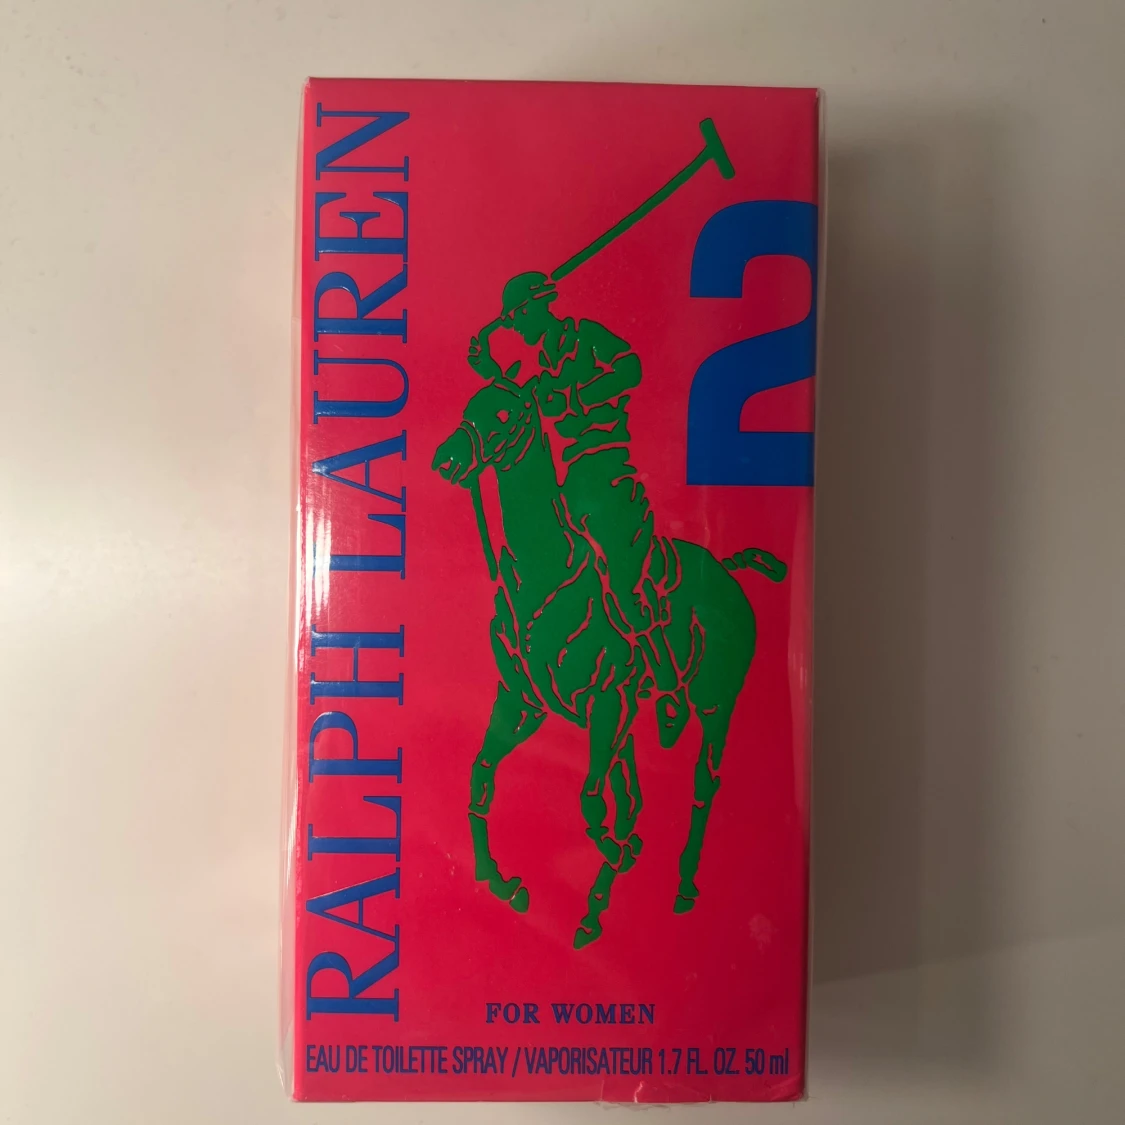 RALPH LAUREN
2
FOR WOMEN
EAU DE TOILETTE SPRAY / VAPORISATEUR 1.7 FL. OZ. 50 ml